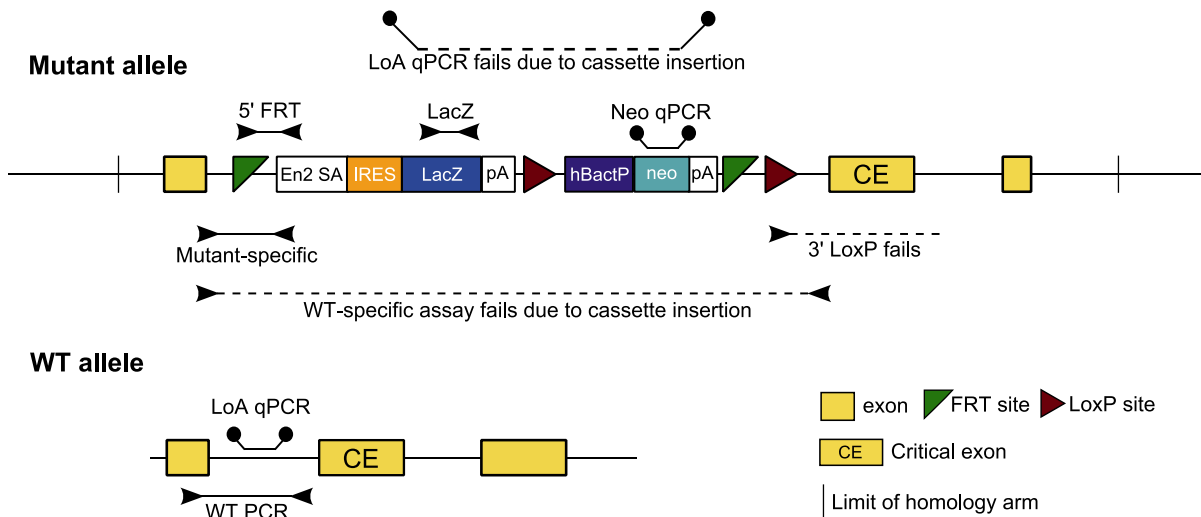 LoA qPCR fails due to cassette insertion
Mutant allele
5' FRT
LacZ
Neo qPCR
En2 SA
IRES
LacZ
pA
hBactP
neo
pA
CE
Mutant-specific
3' LoxP fails
WT-specific assay fails due to cassette insertion
WT allele
LoA qPCR
CE
WT PCR
exon
FRT site
LoxP site
CE
Critical exon
Limit of homology arm